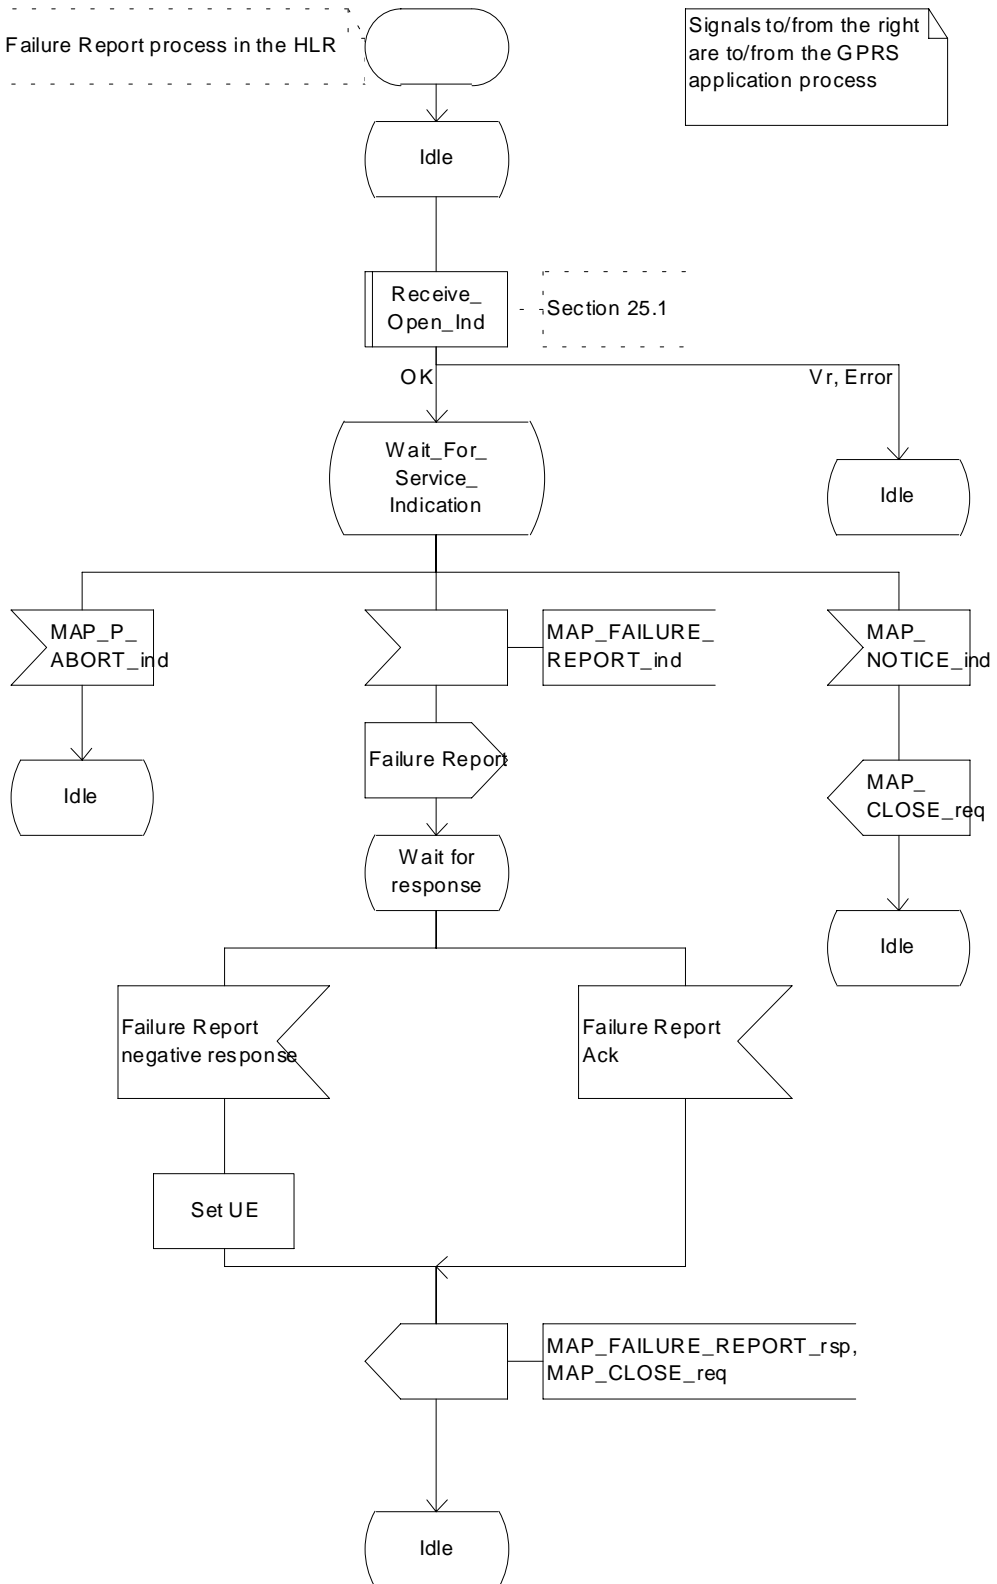 Failure Report process in the HLR
Signals to/from the right
are to/from the GPRS
application process
Idle
Receive_
Open_Ind
Section 25.1
OK
Vr, Error
Wait_For_
Service_
Indication
Idle
MAP_P_
ABORT_ind
MAP_FAILURE_
REPORT_ind
MAP_
NOTICE_ind
Failure Report
Idle
MAP_
CLOSE_req
Wait for
response
Idle
Failure Report
negative response
Failure Report
Ack
Set UE
MAP_FAILURE_REPORT_rsp,
MAP_CLOSE_req
Idle